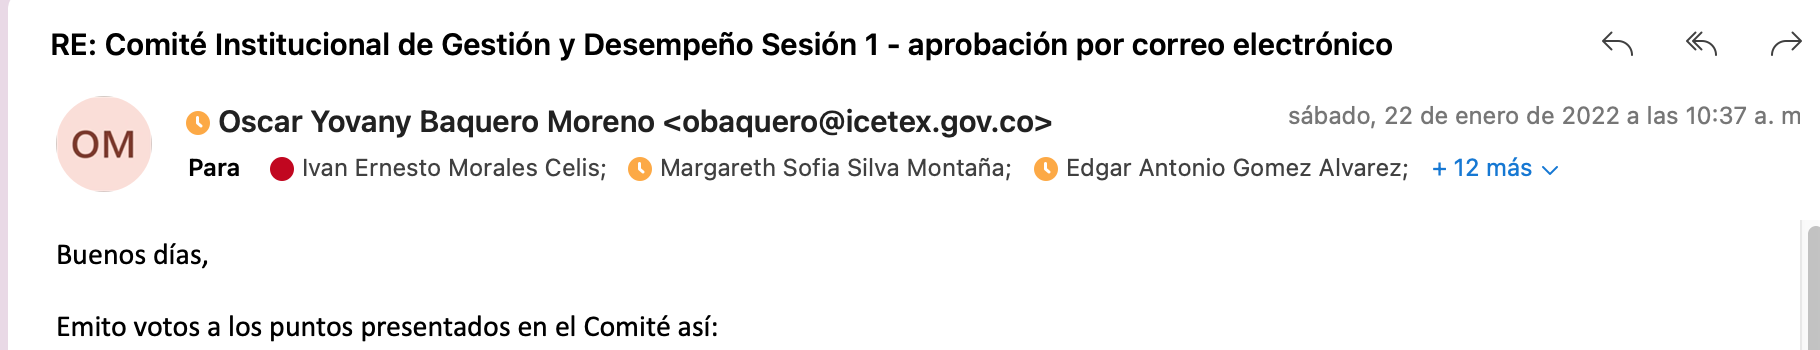 RE: Comité Institucional de Gestión y Desempeño Sesión 1 - aprobación por correo electrónico
OM
Oscar Yovany Baquero Moreno <obaquero@icetex.gov.co>
sábado, 22 de enero de 2022 a las 10:37 a. m
Para Ivan Ernesto Morales Celis; Margareth Sofia Silva Montaña; Edgar Antonio Gomez Alvarez; + 12 más
Buenos días,
Emito votos a los puntos presentados en el Comité así: